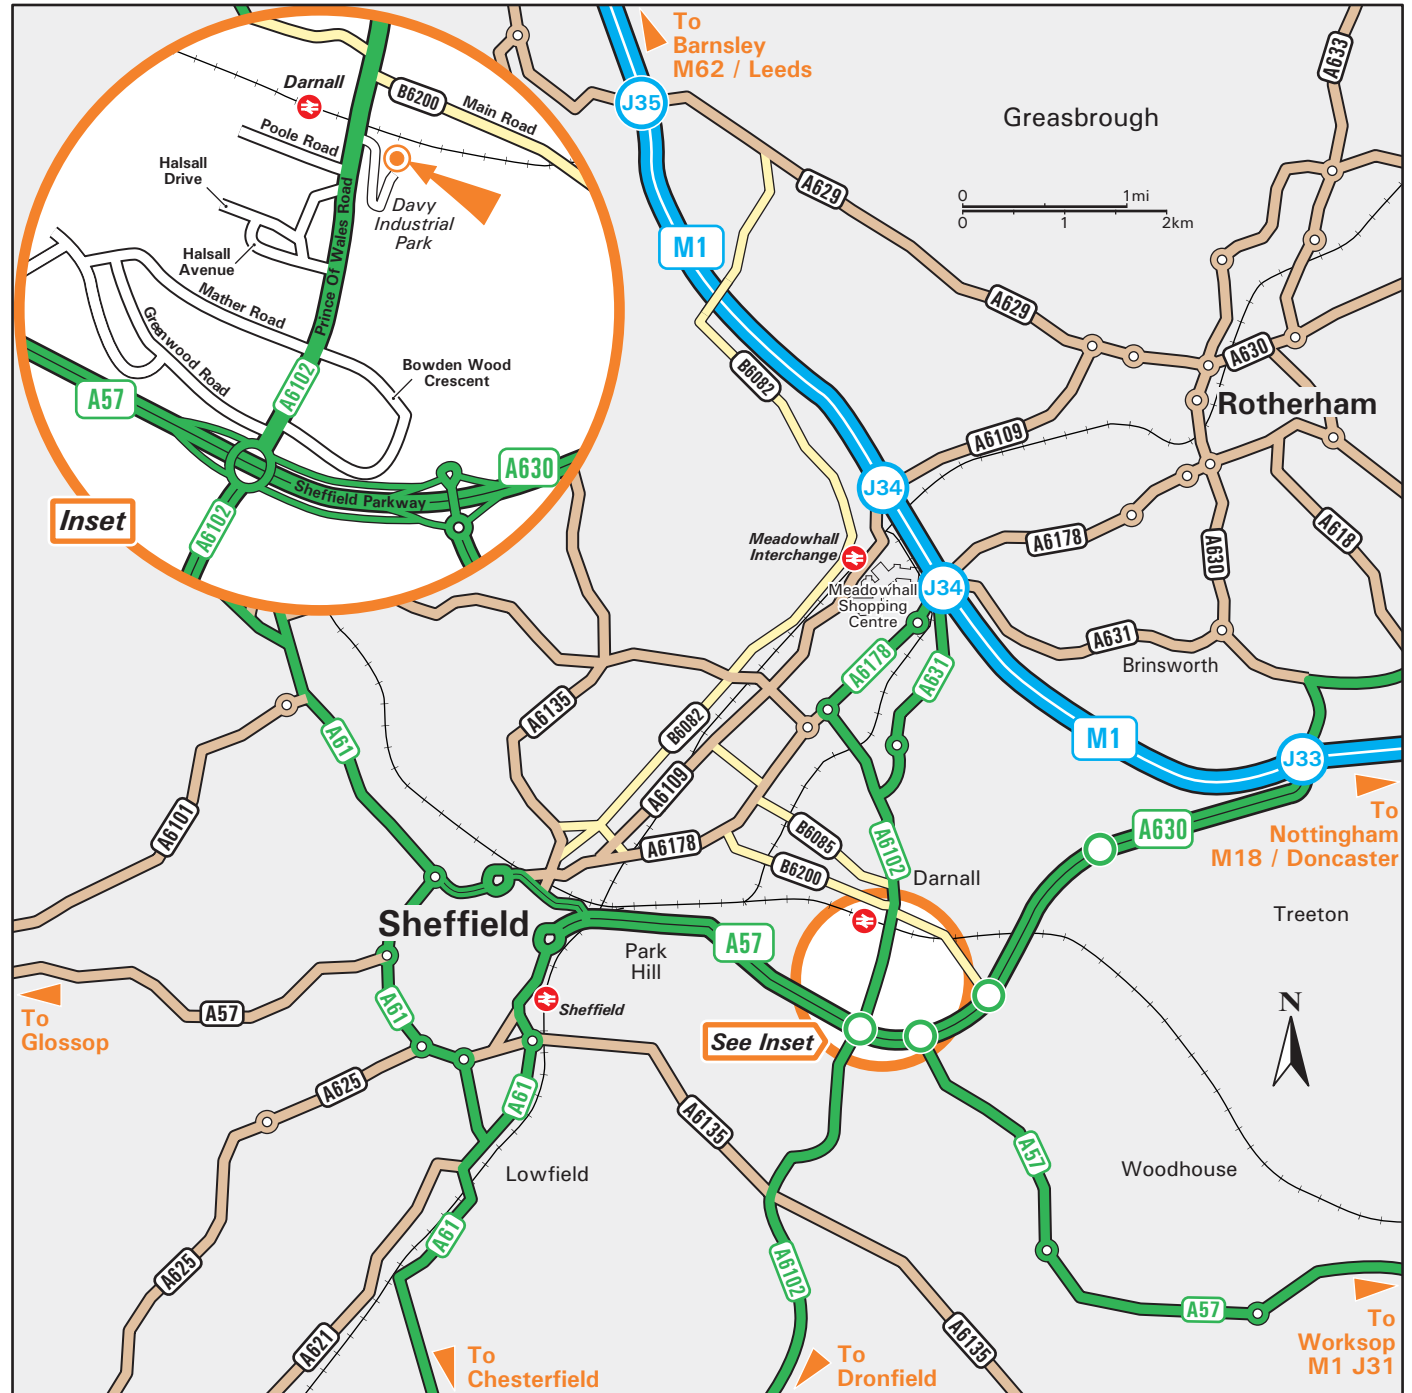 To
Barnsley
M62 / Leeds
J35
A633
Greasbrough
0
1mi
0
1
2km
A629
M1
A629
A630
Rotherham
B6082
A6109
J34
A6178
A618
A630
Meadowhall
Interchange
Meadowhall
Shopping
Centre
J34
A631
Brinsworth
A6178
A631
M1
J33
To
Nottingham
M18 / Doncaster
A630
Treeton
Darnall
Poole Road
B6200
Main Road
Halsall
Drive
Davy
Industrial
Park
Halsall
Avenue
Prince Of Wales Road
Mather Road
Greenwood Road
Bowden Wood
Crescent
A57
A6102
A630
Sheffield Parkway
A6102
Inset
A6135
B6082
A61
A6109
A6101
A6178
B6085
A6102
B6200
Darnall
Sheffield
Park
Hill
A57
To
Glossop
A57
A61
Sheffield
See Inset
N
A625
A61
A6135
A57
Woodhouse
Lowfield
A61
A625
A6102
A57
To
Worksop
M1 J31
A621
A6135
To
Chesterfield
To
Dronfield